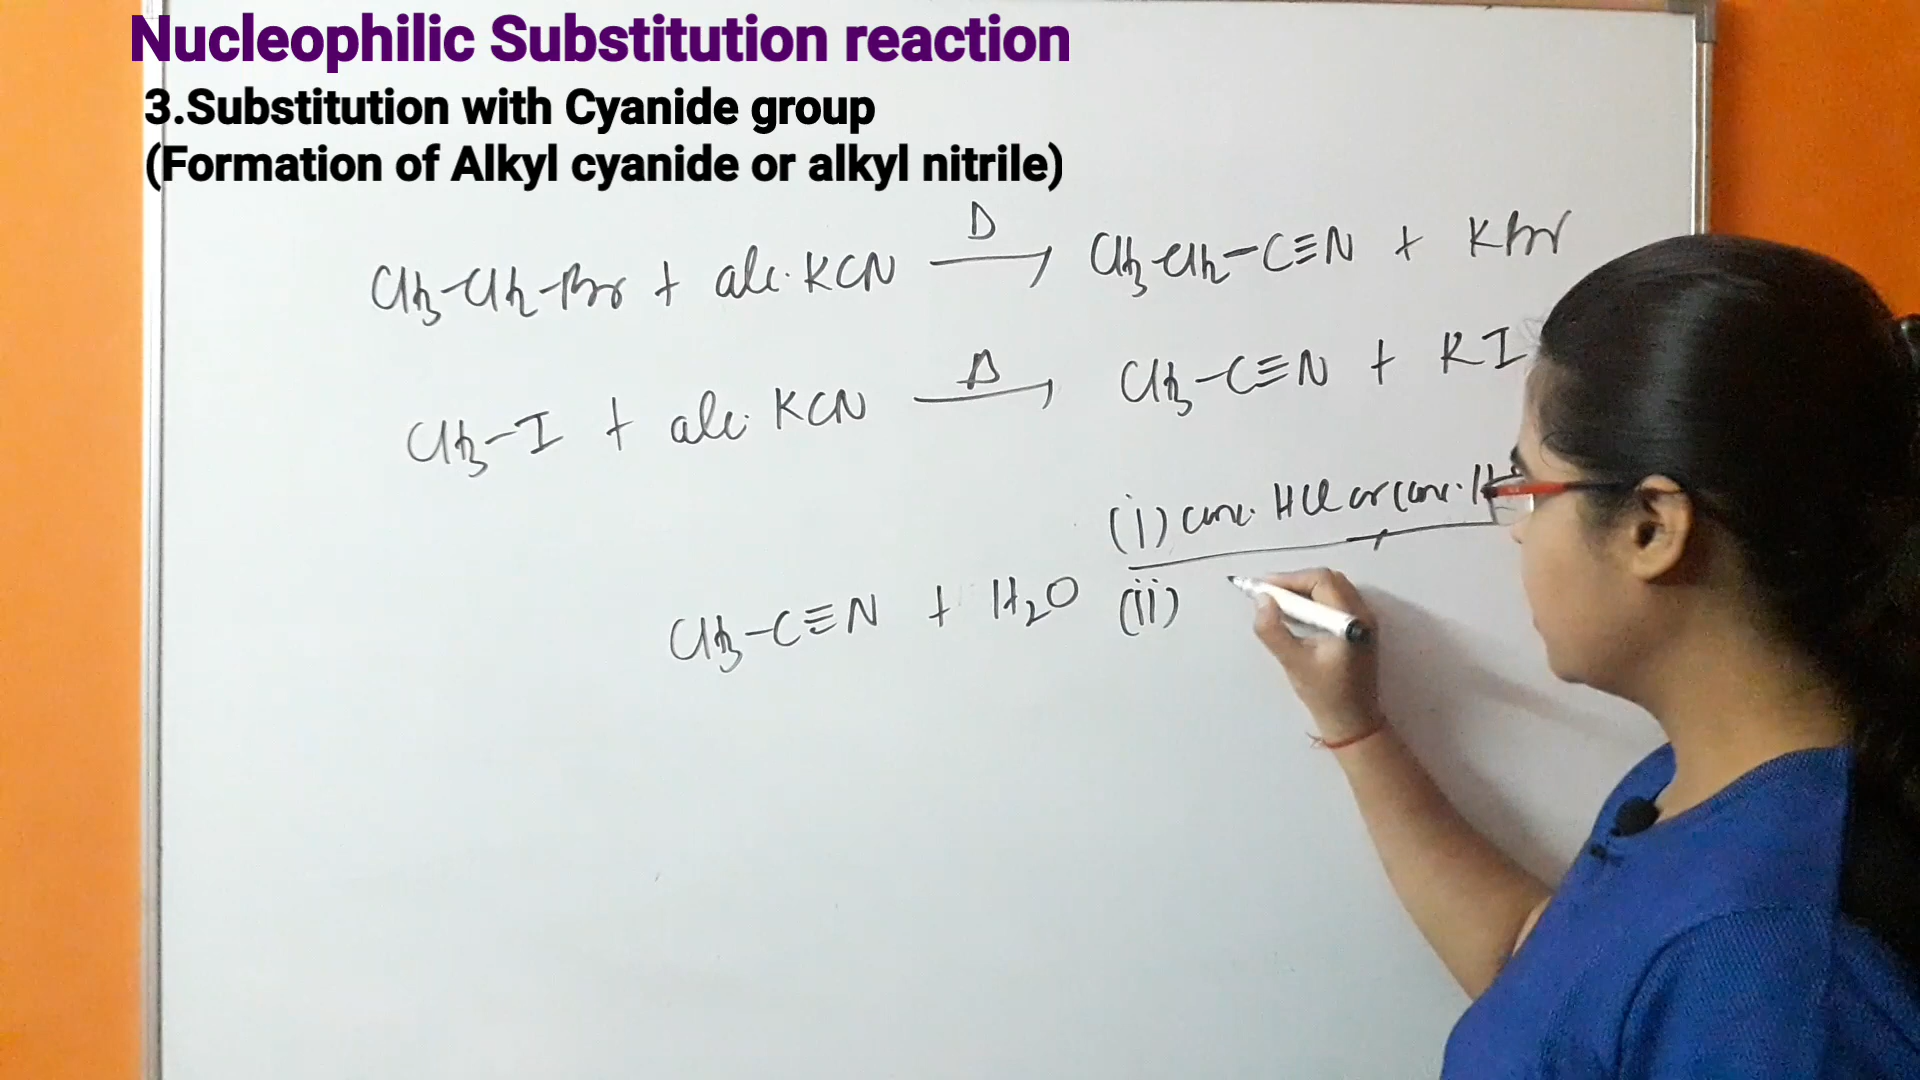 Nucleophilic Substitution reaction
3.Substitution with Cyanide group
(Formation of Alkyl cyanide or alkyl nitrile)
CH₃-CH₂-Br + alc. KCN Δ→ CH₃-CH₂-C≡N + KBr
CH₃-I + alc. KCN Δ→ CH₃-C≡N + KI
(i) conc. HCl or conc.
CH₃-C≡N + H₂O (ii)